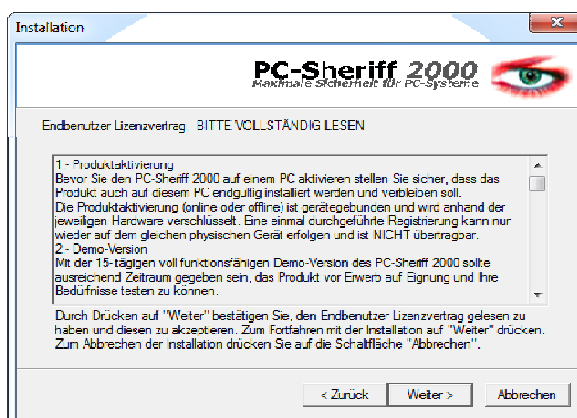 Installation
PC-Sheriff 2000
Maximale Sicherheit für PC-Systeme
Endbenutzer Lizenzvertrag BITTE VOLLSTÄNDIG LESEN
1 - Produktaktivierung
Bevor Sie den PC-Sheriff 2000 auf einem PC aktivieren stellen Sie sicher, dass das
Produkt auch auf diesem PC endgültig installiert werden und verbleiben soll.
Die Produktaktivierung (online oder offline) ist gerätegebunden und wird anhand der
jeweiligen Hardware verschlüsselt. Eine einmal durchgeführte Registrierung kann nur
wieder auf dem gleichen physischen Gerät erfolgen und ist NICHT übertragbar.
2 - Demo-Version
Mit der 15-tägigen voll funktionsfähigen Demo-Version des PC-Sheriff 2000 sollte
ausreichend Zeitraum gegeben sein, das Produkt vor Erwerb auf Eignung und Ihre
Bedürfnisse testen zu können.
Durch Drücken auf "Weiter" bestätigen Sie, den Endbenutzer Lizenzvertrag gelesen zu
haben und diesen zu akzeptieren. Zum Fortfahren mit der Installation auf "Weiter" drücken.
Zum Abbrechen der Installation drücken Sie auf die Schaltfläche "Abbrechen".
< Zurück Weiter > Abbrechen